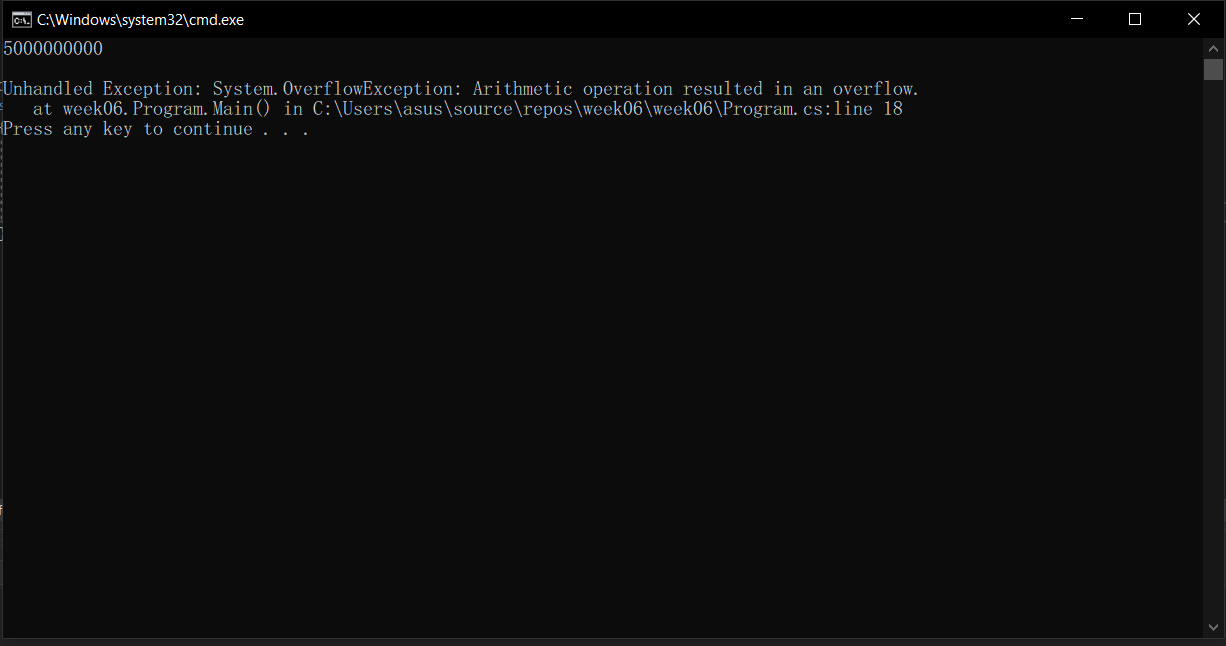 C:\Windows\system32\cmd.exe
5000000000
Unhandled Exception: System.OverflowException: Arithmetic operation resulted in an overflow.
   at week06.Program.Main() in C:\Users\asus\source\repos\week06\week06\Program.cs:line 18
Press any key to continue . . .